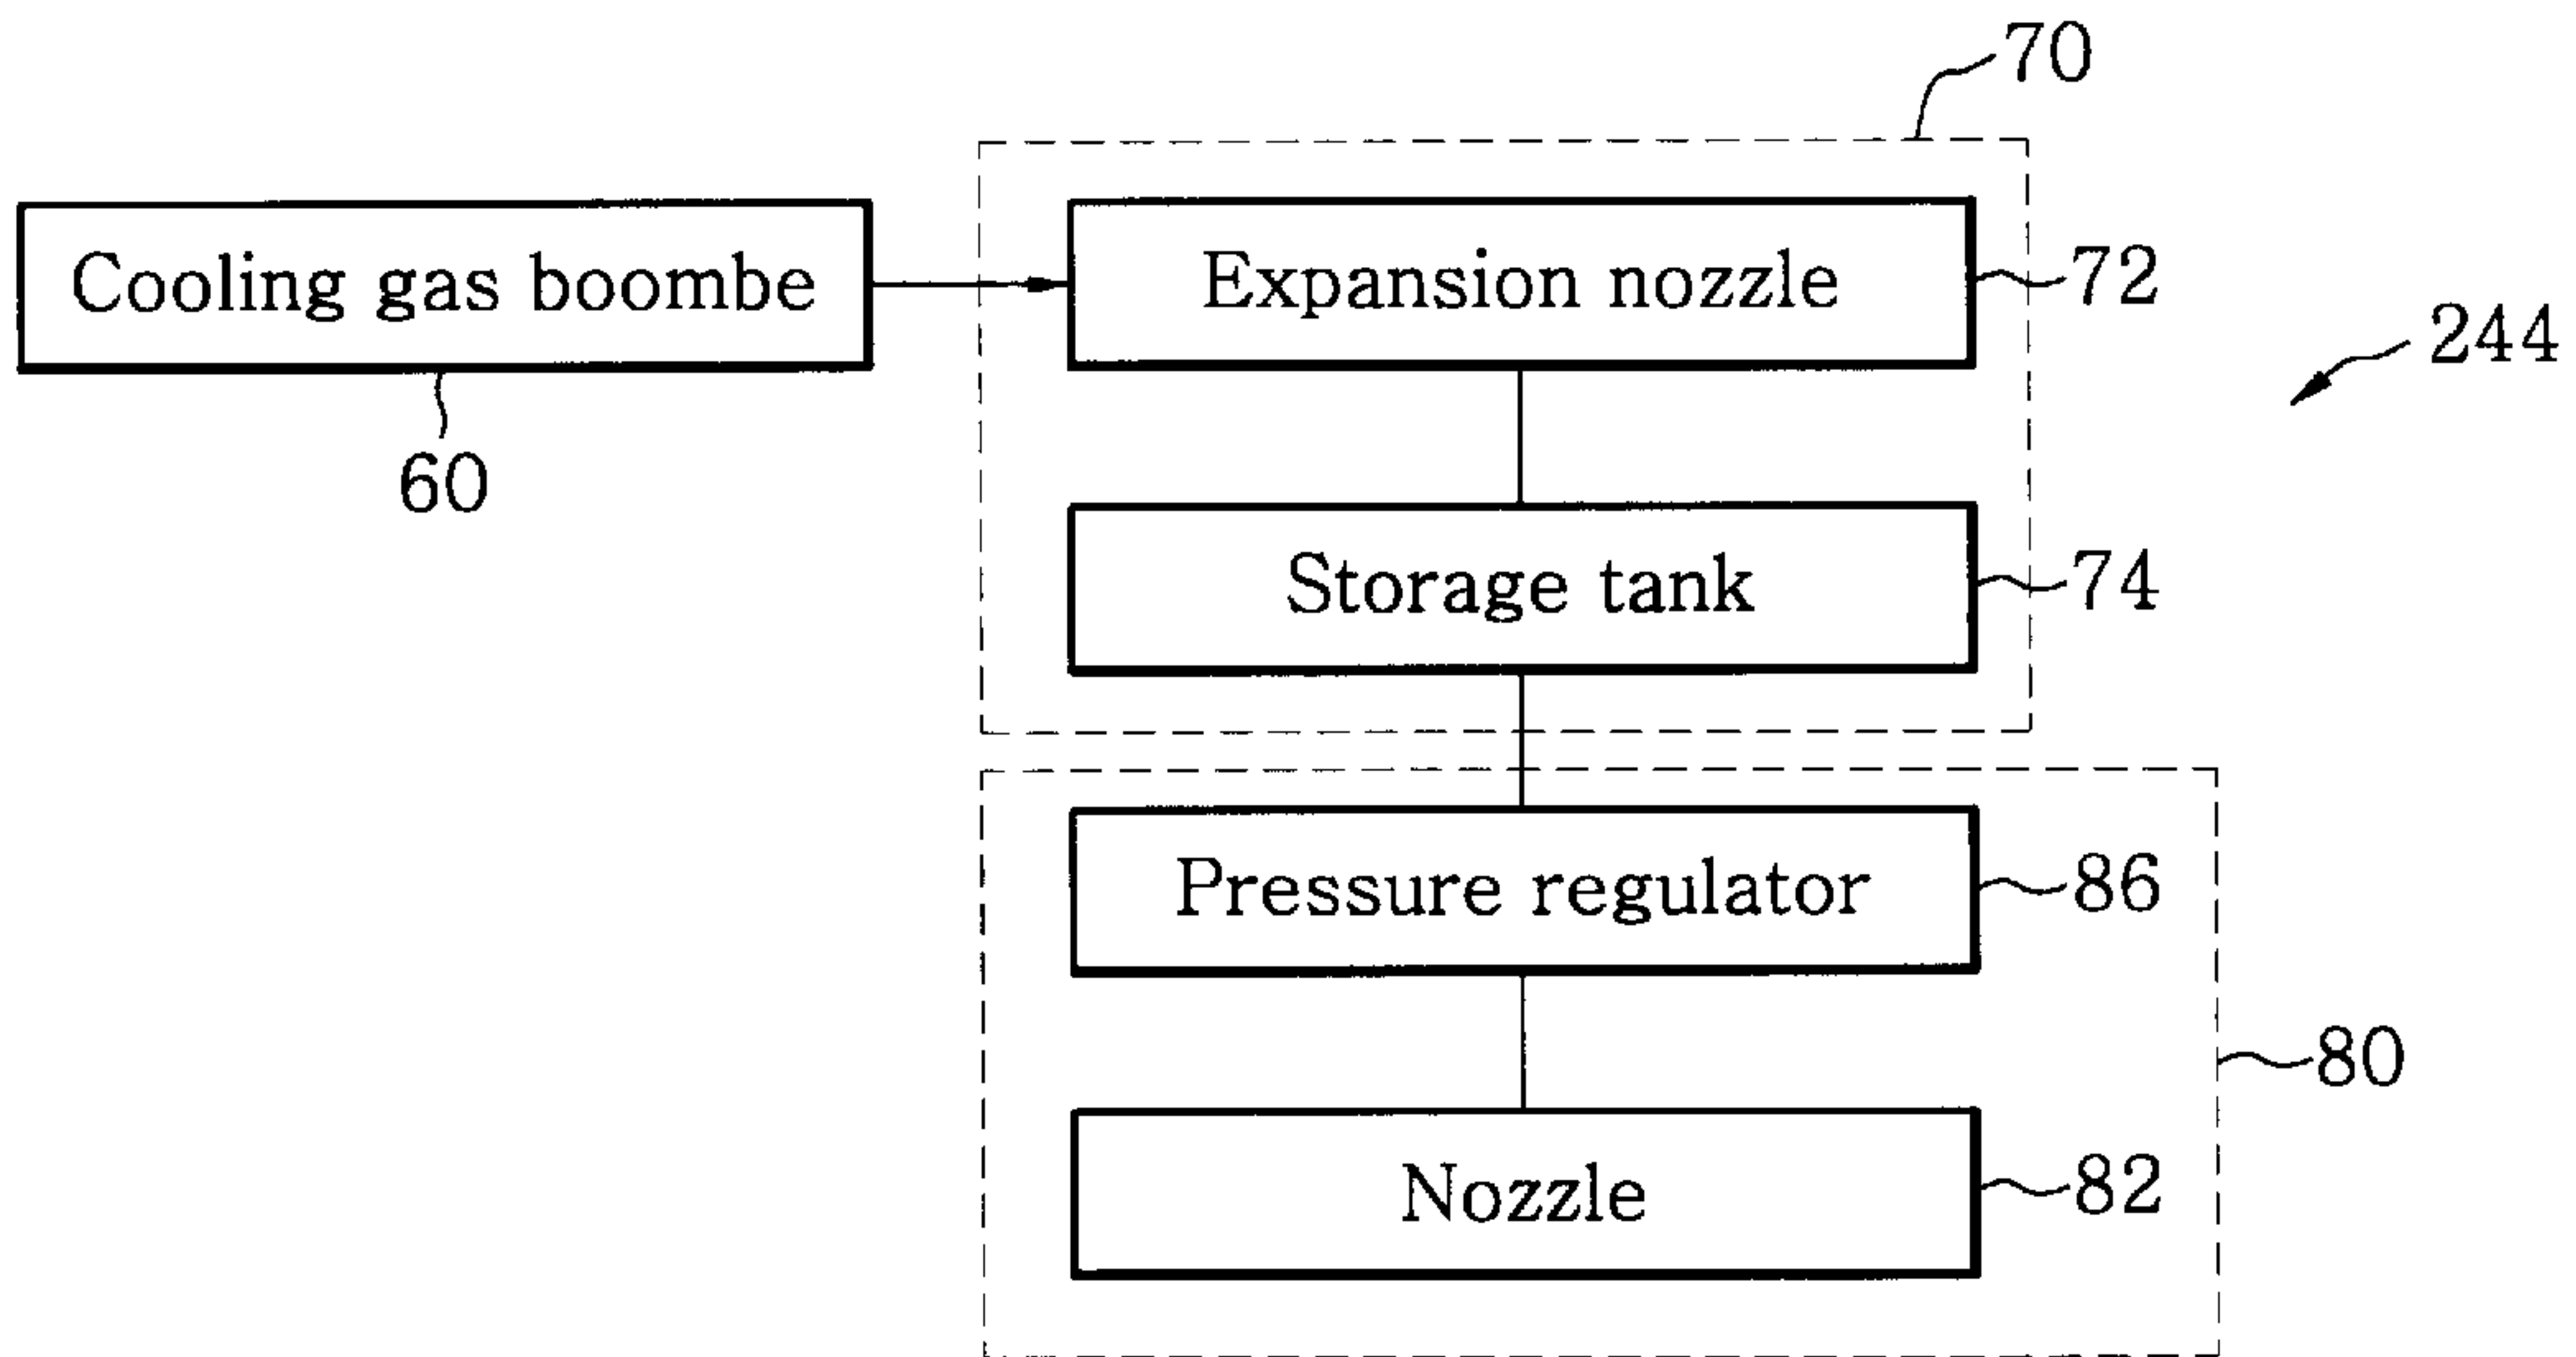 70
Cooling gas boombe
Expansion nozzle
72
244
60
Storage tank
74
Pressure regulator
86
80
Nozzle
82